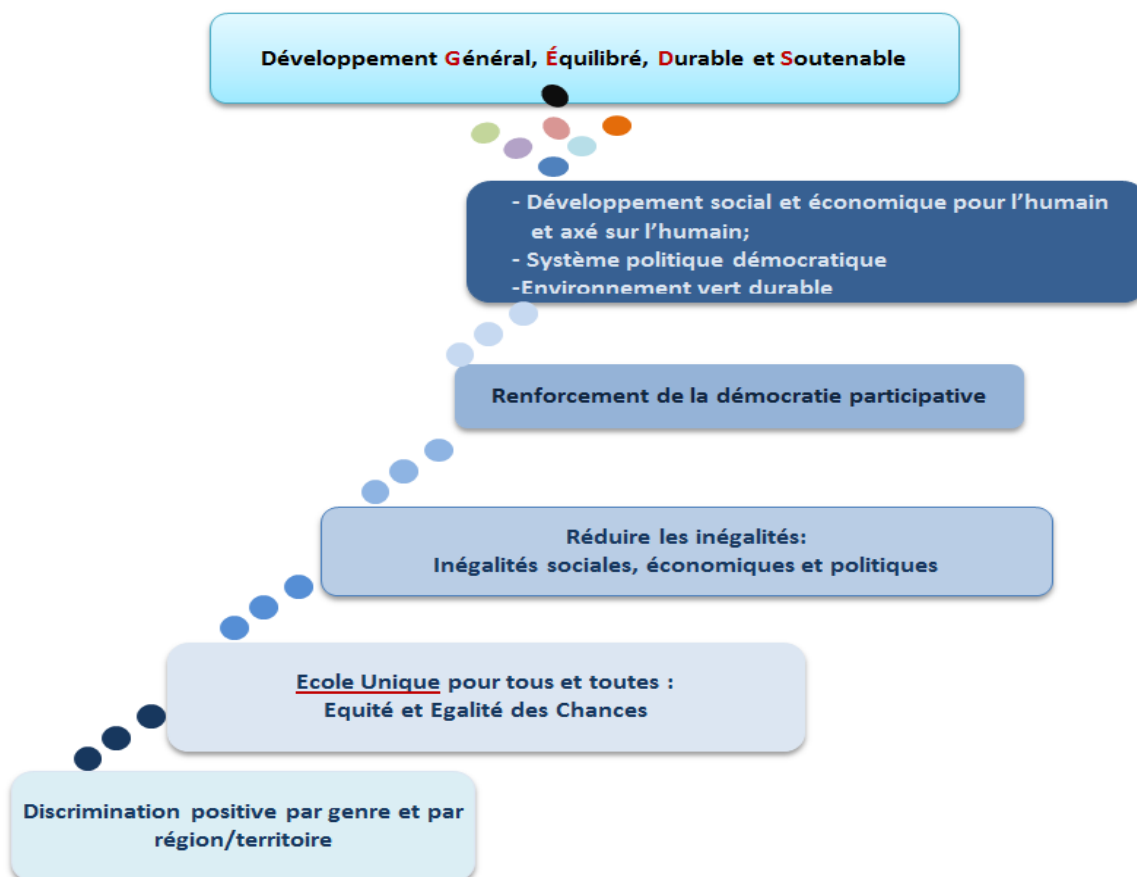 Développement Général, Équilibré, Durable et Soutenable
- Développement social et économique pour l’humain
et axé sur l’humain;
- Système politique démocratique
-Environnement vert durable
Renforcement de la démocratie participative
Réduire les inégalités:
Inégalités sociales, économiques et politiques
Ecole Unique pour tous et toutes :
Equité et Egalité des Chances
Discrimination positive par genre et par
région/territoire